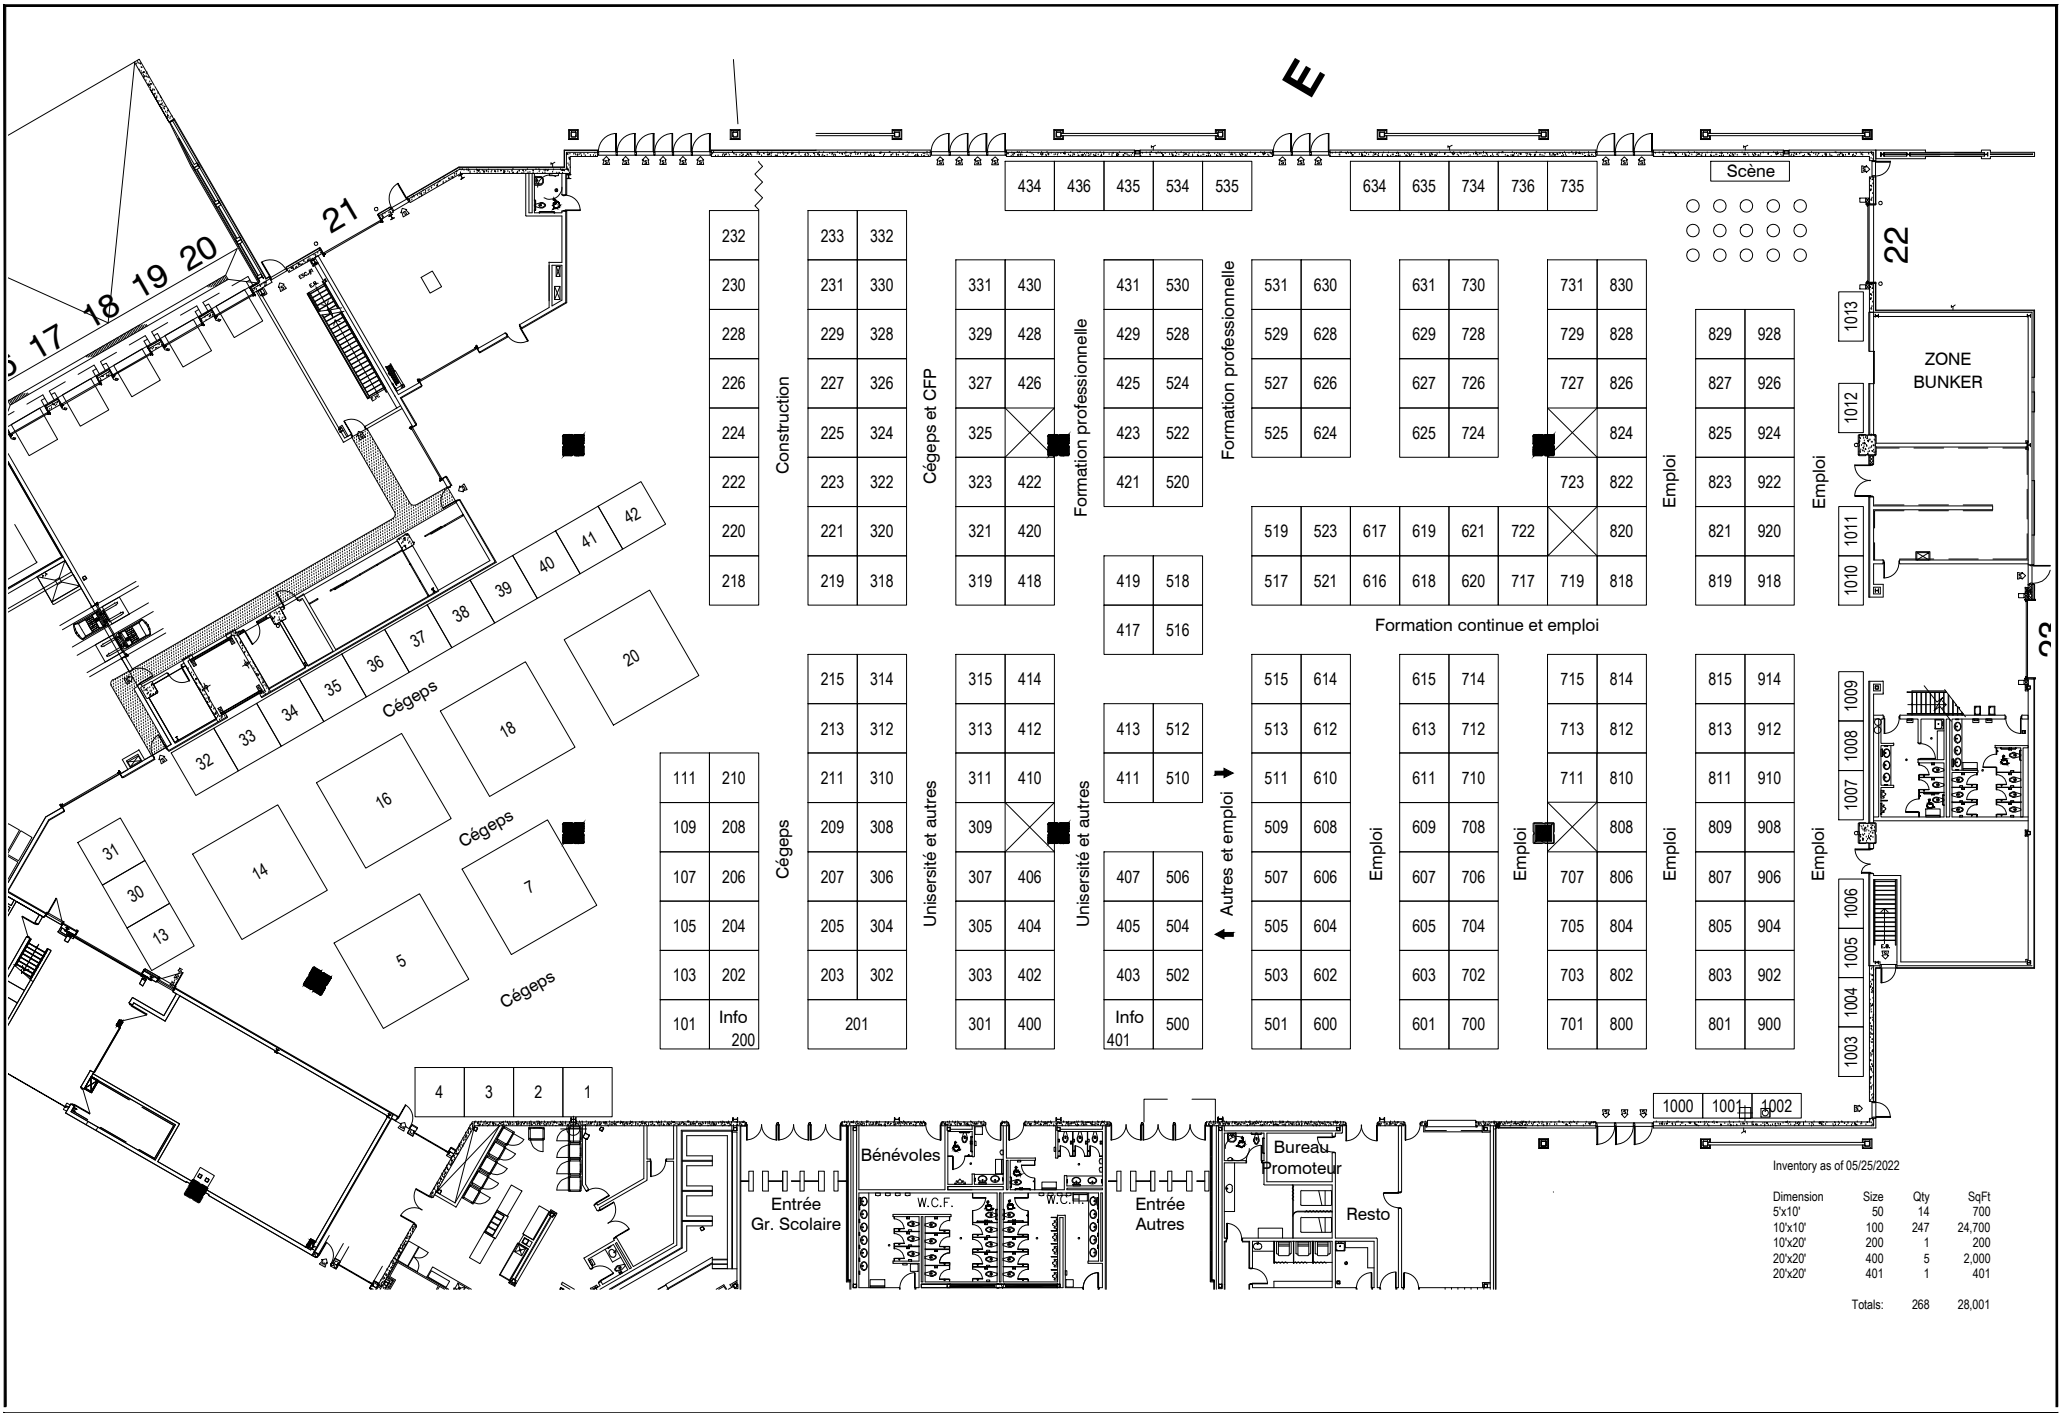 E
434 436 435 534 535
634 635 734 736 735
Scène
21
20
19
18
17
22
232 233 332
230 231 330 331 430 431 530 531 630 631 730 731 830
1013
228 229 328 329 428 429 528 529 628 629 728 729 828 829 928
ZONE
BUNKER
226 227 326 327 426 425 524 527 626 627 726 727 826 827 926
1012
224 225 324 325 423 522 525 624 625 724 824 825 924
Construction
Cégeps et CFP
Formation professionnelle
Formation professionnelle
Emploi
Emploi
222 223 322 323 422 421 520 723 822 823 922
220 221 320 321 420 519 523 617 619 621 722 820 821 920
1011
218 219 318 319 418 419 518 517 521 616 618 620 717 719 818 819 918
1010
417 516
Formation continue et emploi
42
41
40
39
38
37
36
35
34
33
32
Cégeps
20
18
16
14
Cégeps
7
5
Cégeps
31
30
13
215 314 315 414 515 614 615 714 715 814 815 914
1009
213 312 313 412 413 512 513 612 613 712 713 812 813 912
1008
111 210 211 310 311 410 411 510 511 610 611 710 711 810 811 910
1007
109 208 209 308 309 509 608 609 708 808 809 908
Cégeps
Unisersité et autres
Unisersité et autres
Autres et emploi
Emploi
Emploi
Emploi
Emploi
107 206 207 306 307 406 407 506 507 606 607 706 707 806 807 906
1006
105 204 205 304 305 404 405 504 505 604 605 704 705 804 805 904
1005
103 202 203 302 303 402 403 502 503 602 603 702 703 802 803 902
1004
101 Info 200 201 301 400 Info 401 500 501 600 601 700 701 800 801 900
1003
4 3 2 1
1000 1001 1002
Bénévoles
Bureau
Promoteur
Entrée
Gr. Scolaire
W.C.F.
W.C.H.
Entrée
Autres
Resto
Inventory as of 05/25/2022
Dimension Size Qty SqFt
5'x10' 50 14 700
10'x10' 100 247 24,700
10'x20' 200 1 200
20'x20' 400 5 2,000
20'x20' 401 1 401
Totals: 268 28,001